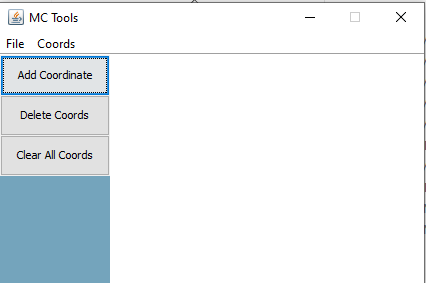 MC Tools
File Coords
Add Coordinate
Delete Coords
Clear All Coords